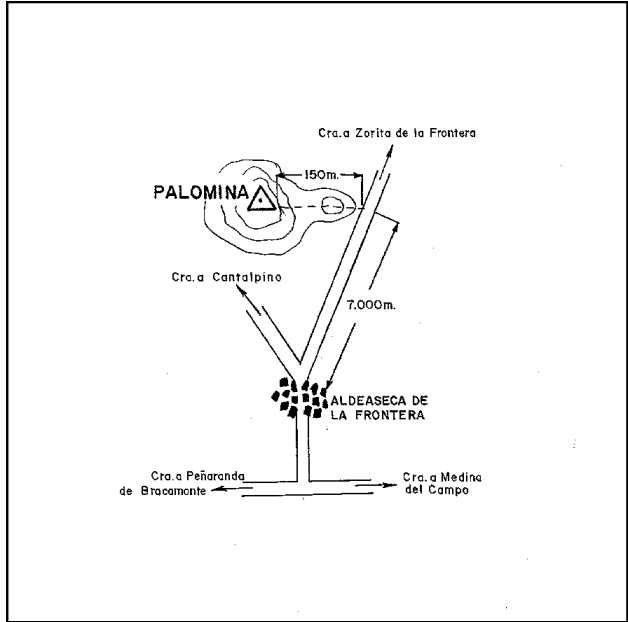 Cra.a Zorita de la Frontera
150m.
PALOMINA
Cra.a Cantalpino
7.000m.
ALDEASECA DE
LA FRONTERA
Cra.a Peñaranda
de Bracamonte
Cra.a Medina
del Campo